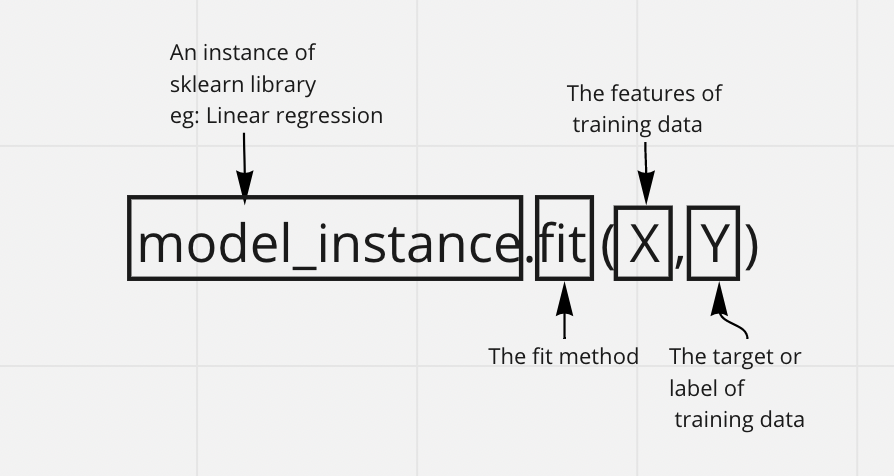 An instance of
sklearn library
eg: Linear regression
The features of
training data
model_instance.fit (X,Y)
The fit method
The target or
label of
training data